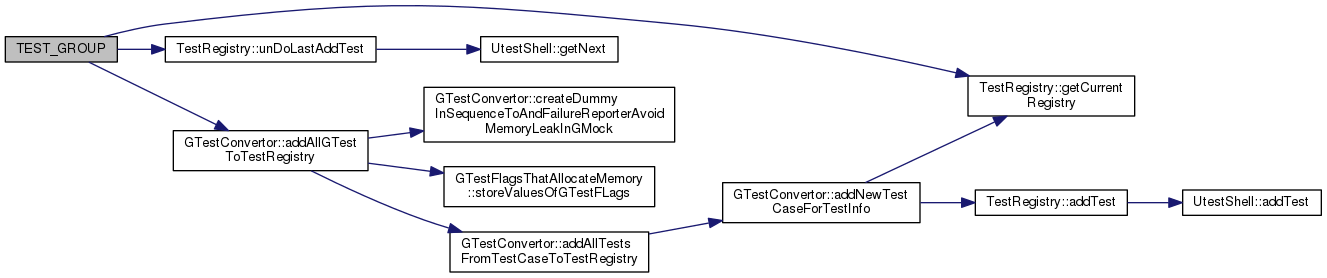 TEST_GROUP
TestRegistry::unDoLastAddTest
UtestShell::getNext
TestRegistry::getCurrent
Registry
GTestConvertor::createDummy
InSequenceToAndFailureReporterAvoid
MemoryLeakInGMock
GTestConvertor::addAllGTest
ToTestRegistry
GTestFlagsThatAllocateMemory
::storeValuesOfGTestFLags
GTestConvertor::addNewTest
CaseForTestInfo
TestRegistry::addTest
UtestShell::addTest
GTestConvertor::addAllTests
FromTestCaseToTestRegistry